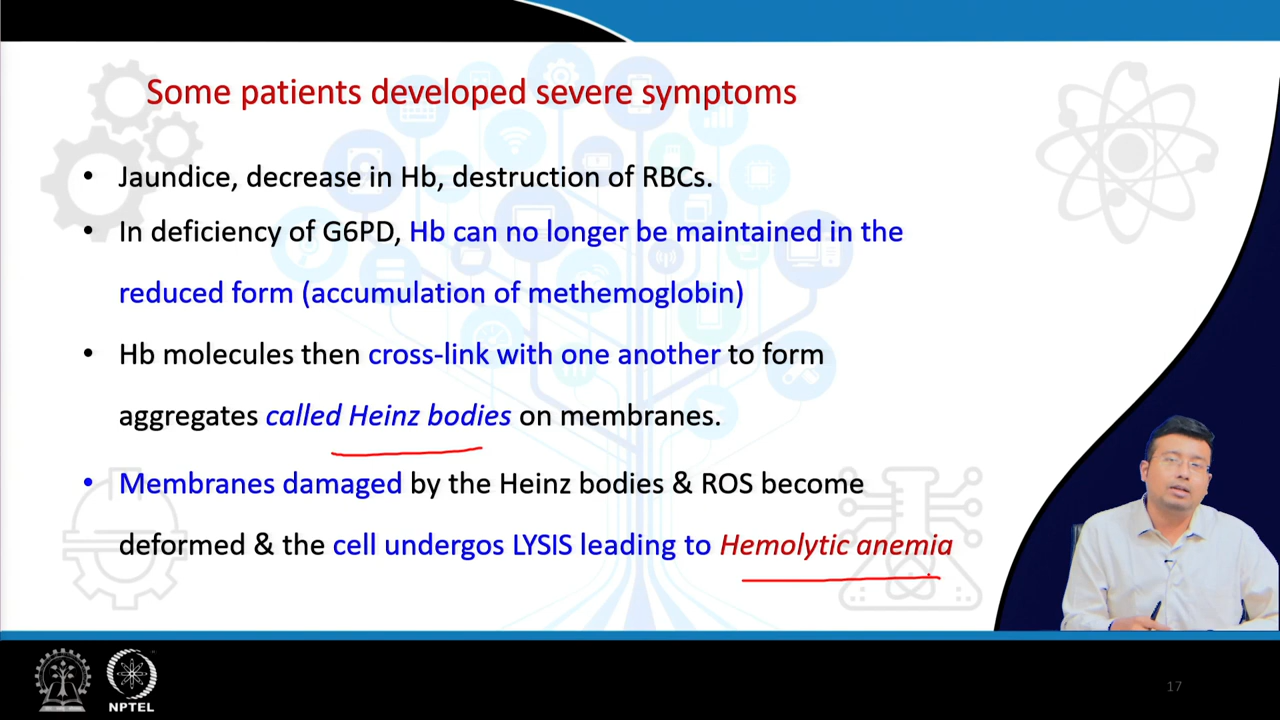 Some patients developed severe symptoms
• Jaundice, decrease in Hb, destruction of RBCs.
• In deficiency of G6PD, Hb can no longer be maintained in the
reduced form (accumulation of methemoglobin)
• Hb molecules then cross-link with one another to form
aggregates called Heinz bodies on membranes.
• Membranes damaged by the Heinz bodies & ROS become
deformed & the cell undergos LYSIS leading to Hemolytic anemia
NPTEL
17